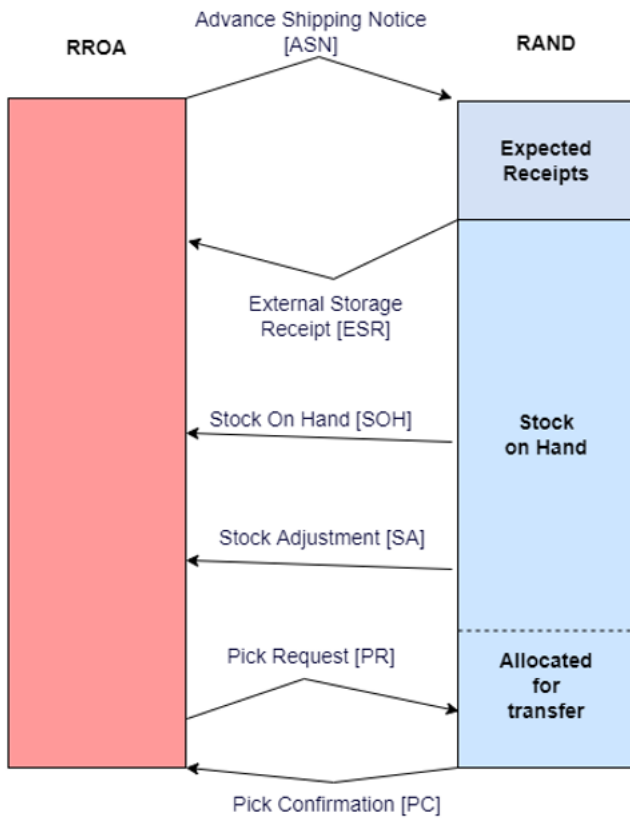 Advance Shipping Notice
[ASN]
RROA
RAND
Expected
Receipts
External Storage
Receipt [ESR]
Stock On Hand [SOH]
Stock
on Hand
Stock Adjustment [SA]
Pick Request [PR]
Allocated
for
transfer
Pick Confirmation [PC]